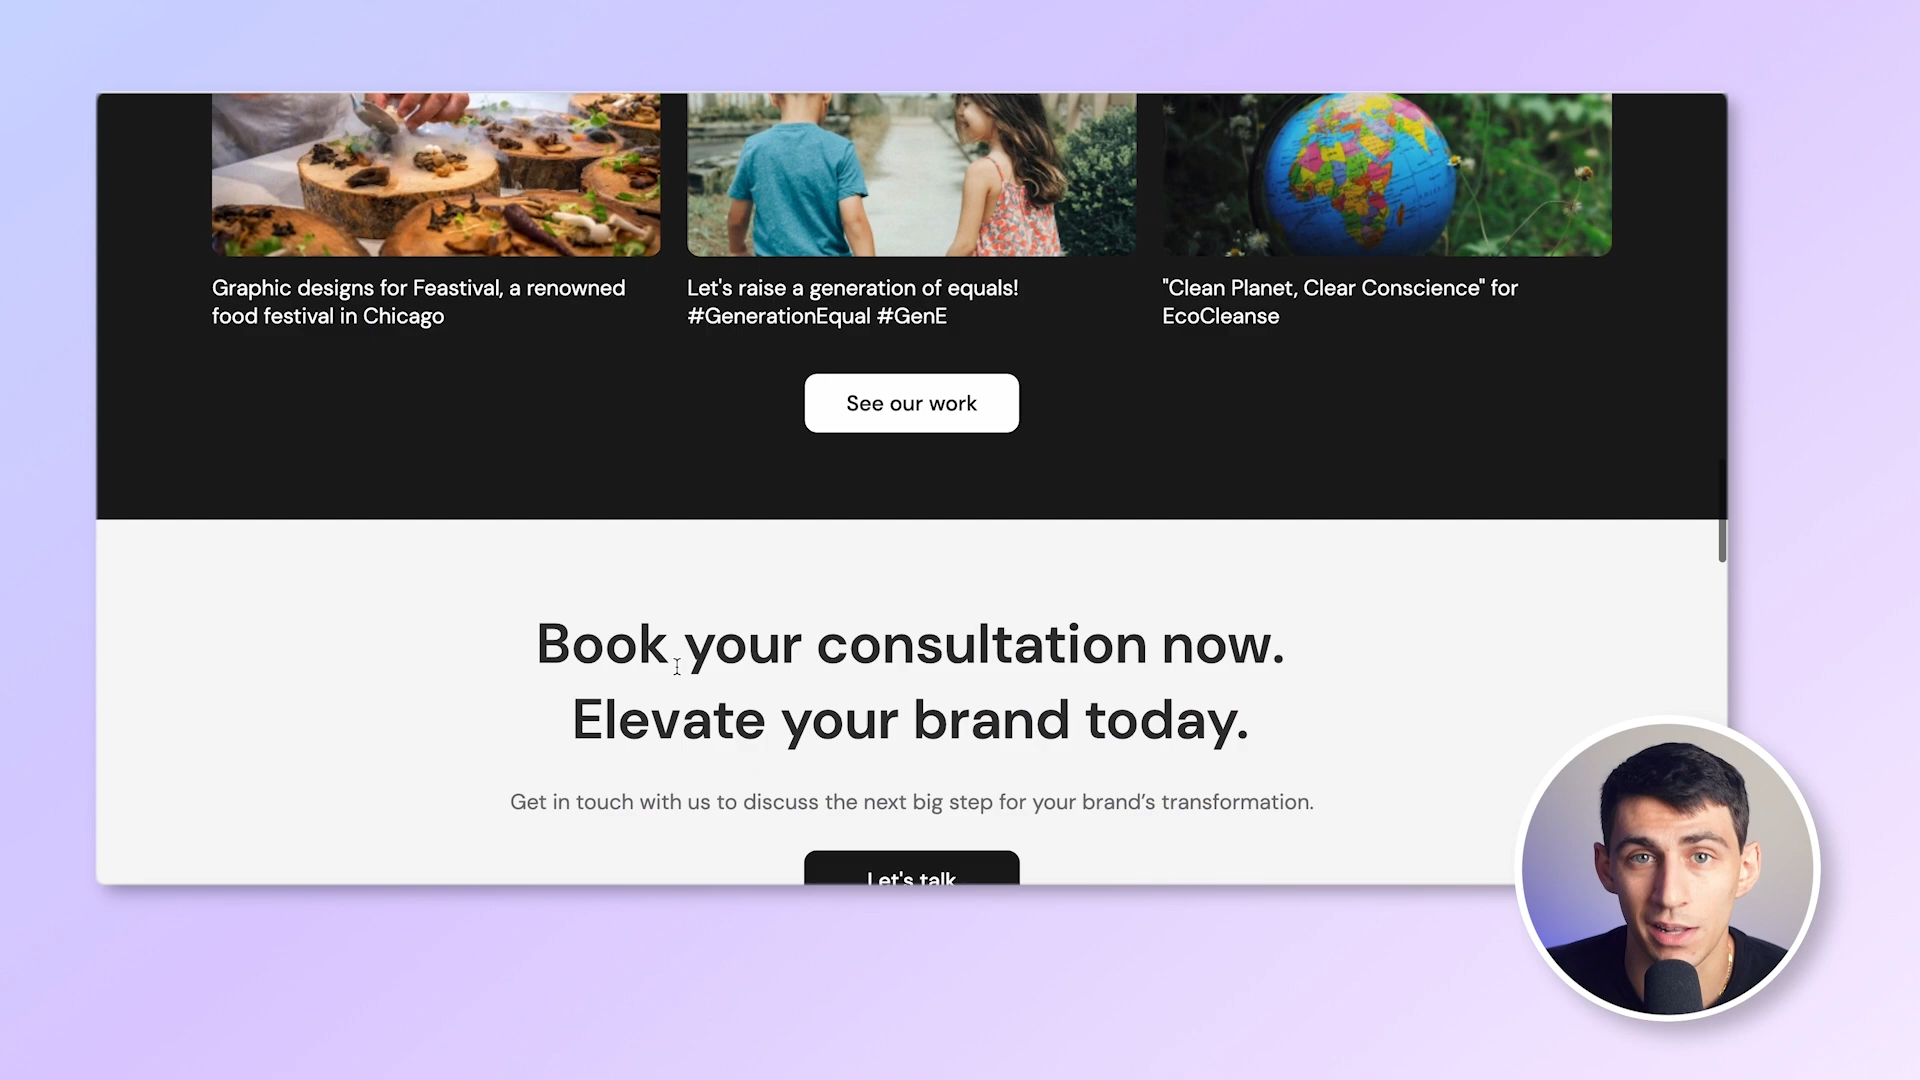 Graphic designs for Feastival, a renowned
food festival in Chicago
Let's raise a generation of equals!
#GenerationEqual #GenE
"Clean Planet, Clear Conscience" for
EcoCleanse
See our work
Book your consultation now.
Elevate your brand today.
Get in touch with us to discuss the next big step for your brand’s transformation.
Let's talk